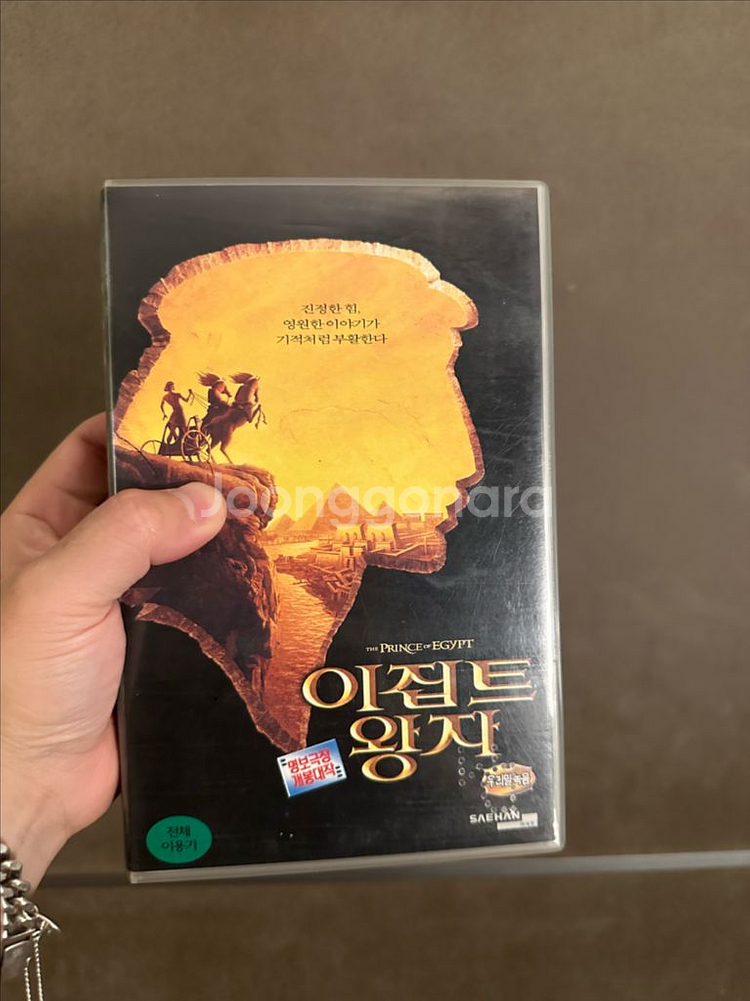 진정한 힘,
영원한 이야기가
기적처럼 부활한다
Joonggonara
THE PRINCE OF EGYPT
이집트
왕자
명보극장
개봉대작
우리말 녹음
SAEHAN
전체
이용가